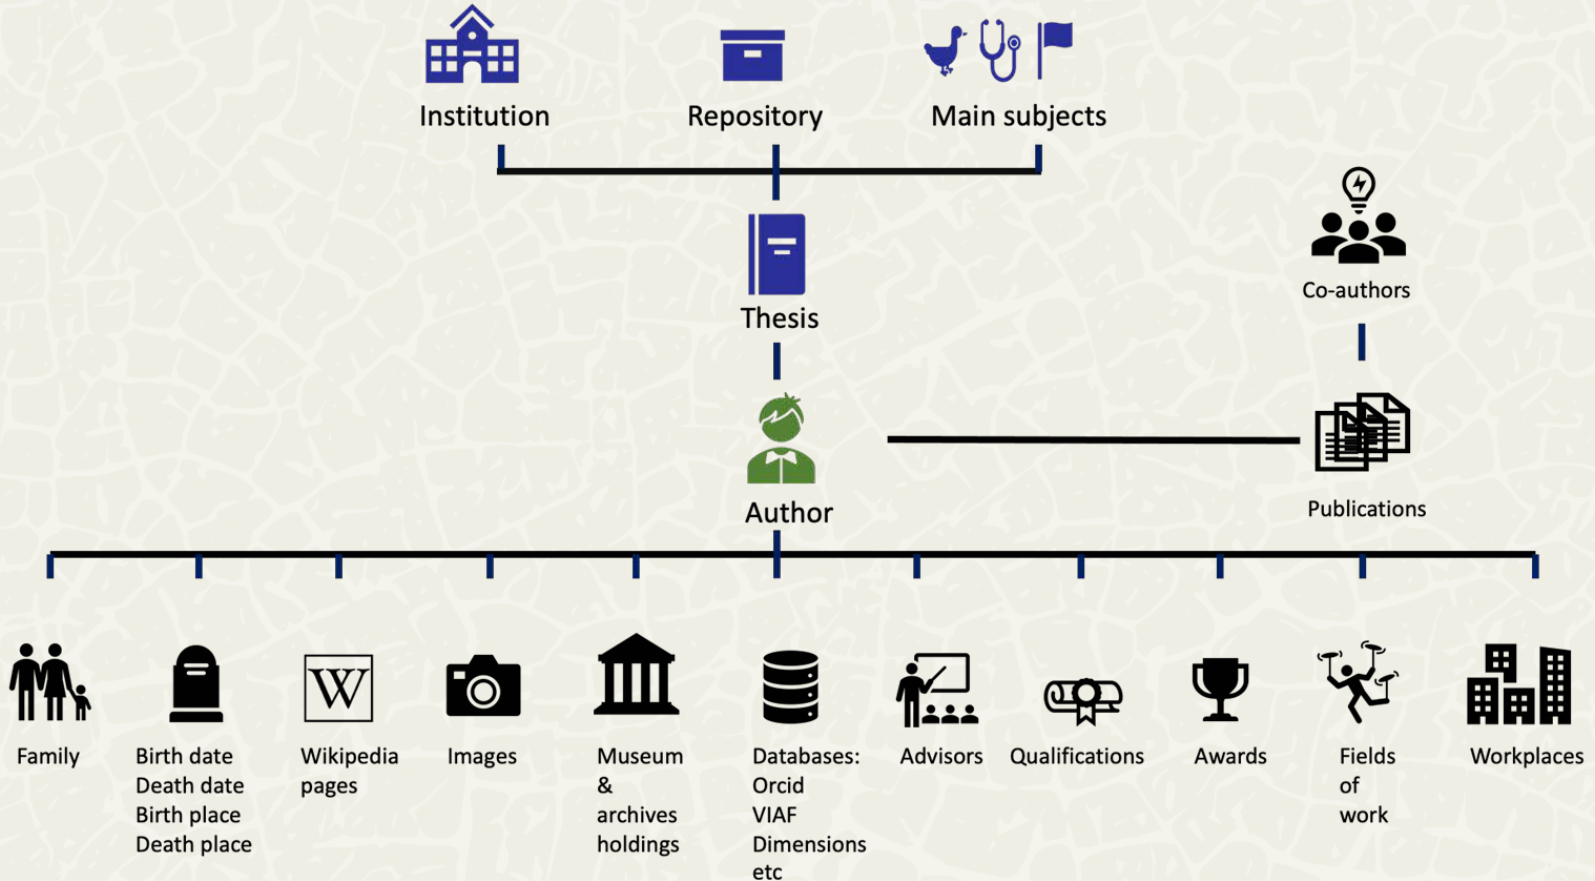 Institution
Repository
Main subjects
Co-authors
Thesis
Author
Publications
Family
Birth date
Death date
Birth place
Death place
W
Wikipedia
pages
Images
Museum
&
archives
holdings
Databases:
Orcid
VIAF
Dimensions
etc
Advisors
Qualifications
Awards
Fields
of
work
Workplaces